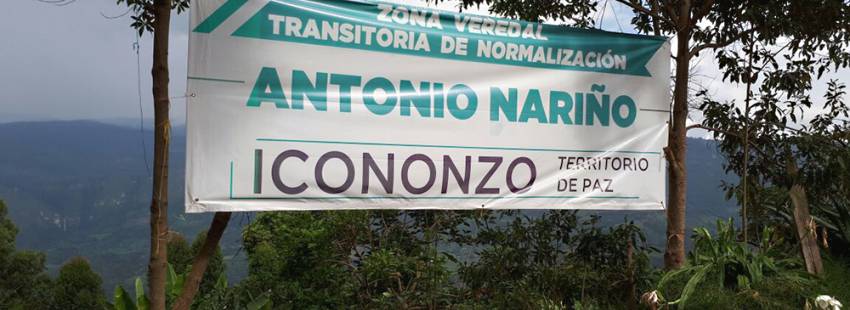 ZONA VEREDAL
TRANSITORIA DE NORMALIZACIÓN
ANTONIO NARIÑO
ICONONZO
TERRITORIO
DE PAZ